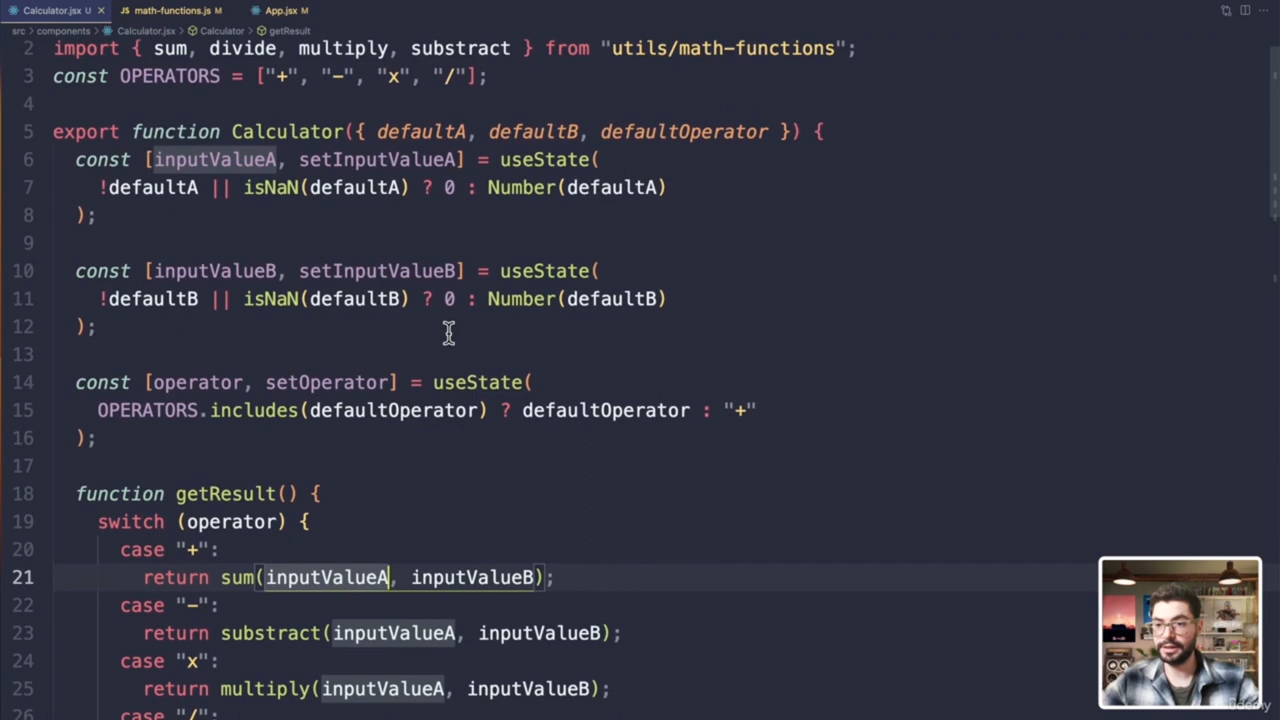 Calculator.jsx U × math-functions.js M App.jsx M
src > components > Calculator.jsx > Calculator > getResult
2 import { sum, divide, multiply, substract } from "utils/math-functions";
3 const OPERATORS = ["+", "-", "x", "/"];
4
5 export function Calculator({ defaultA, defaultB, defaultOperator }) {
6 const [inputValueA, setInputValueA] = useState(
7 !defaultA || isNaN(defaultA) ? 0 : Number(defaultA)
8 );
9
10 const [inputValueB, setInputValueB] = useState(
11 !defaultB || isNaN(defaultB) ? 0 : Number(defaultB)
12 );
13
14 const [operator, setOperator] = useState(
15 OPERATORS.includes(defaultOperator) ? defaultOperator : "+"
16 );
17
18 function getResult() {
19 switch (operator) {
20 case "+":
21 return sum(inputValueA, inputValueB);
22 case "-":
23 return substract(inputValueA, inputValueB);
24 case "x":
25 return multiply(inputValueA, inputValueB);
26 case "/":
udemy